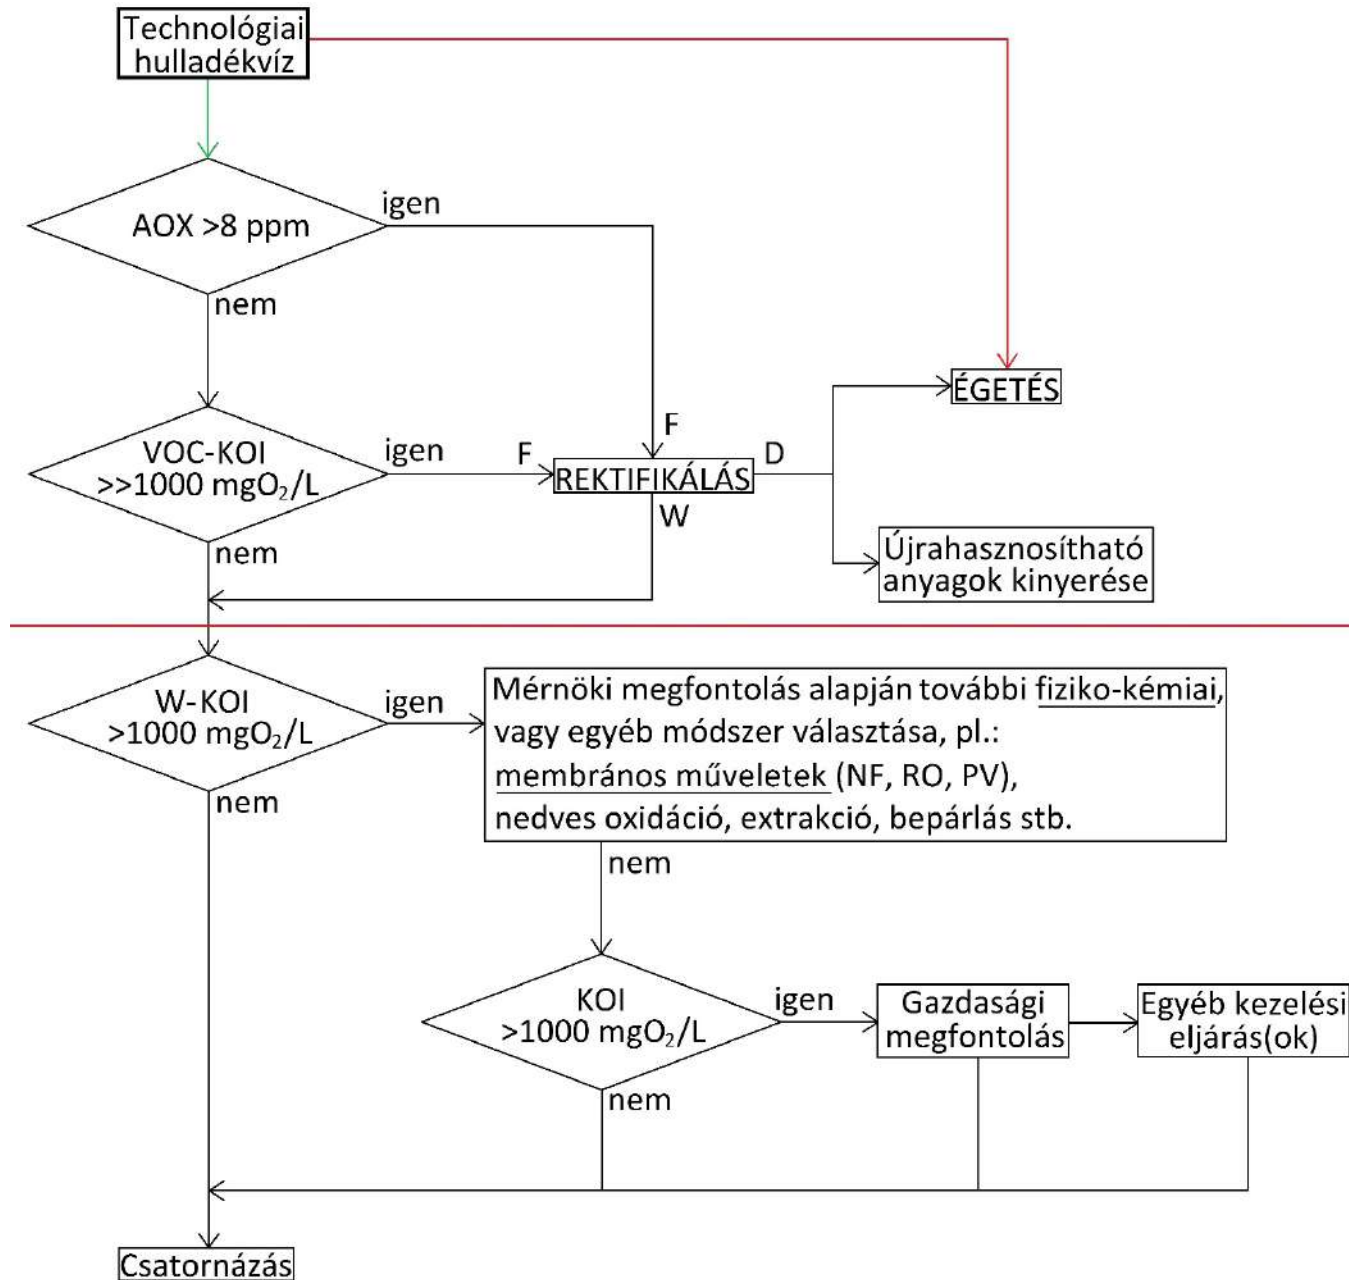 Technológiai
hulladékvíz
AOX >8 ppm
igen
nem
ÉGETÉS
VOC-KOI
>>1000 mgO₂/L
igen
F
F
REKTIFIKÁLÁS
D
W
nem
Újrahasznosítható
anyagok kinyerése
W-KOI
>1000 mgO₂/L
igen
nem
Mérnöki megfontolás alapján további fiziko-kémiai,
vagy egyéb módszer választása, pl.:
membrános műveletek (NF, RO, PV),
nedves oxidáció, extrakció, bepárlás stb.
nem
KOI
>1000 mgO₂/L
igen
nem
Gazdasági
megfontolás
Egyéb kezelési
eljárás(ok)
Csatornázás